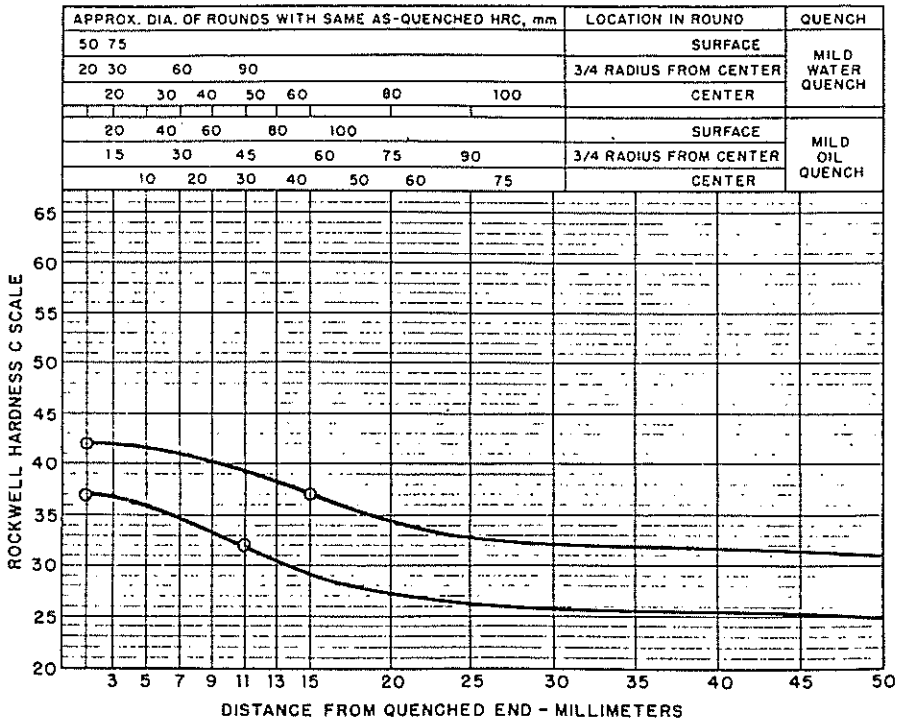 APPROX. DIA. OF ROUNDS WITH SAME AS-QUENCHED HRC, mm LOCATION IN ROUND QUENCH
50 75 SURFACE
20 30 60 90 3/4 RADIUS FROM CENTER
20 30 40 50 60 80 100 CENTER
MILD
WATER
QUENCH
20 40 60 80 100 SURFACE
15 30 45 60 75 90 3/4 RADIUS FROM CENTER
10 20 30 40 50 60 75 CENTER
MILD
OIL
QUENCH
ROCKWELL HARDNESS C SCALE
65
60
55
50
45
40
35
30
25
20
3 5 7 9 11 13 15 20 25 30 35 40 45 50
DISTANCE FROM QUENCHED END - MILLIMETERS